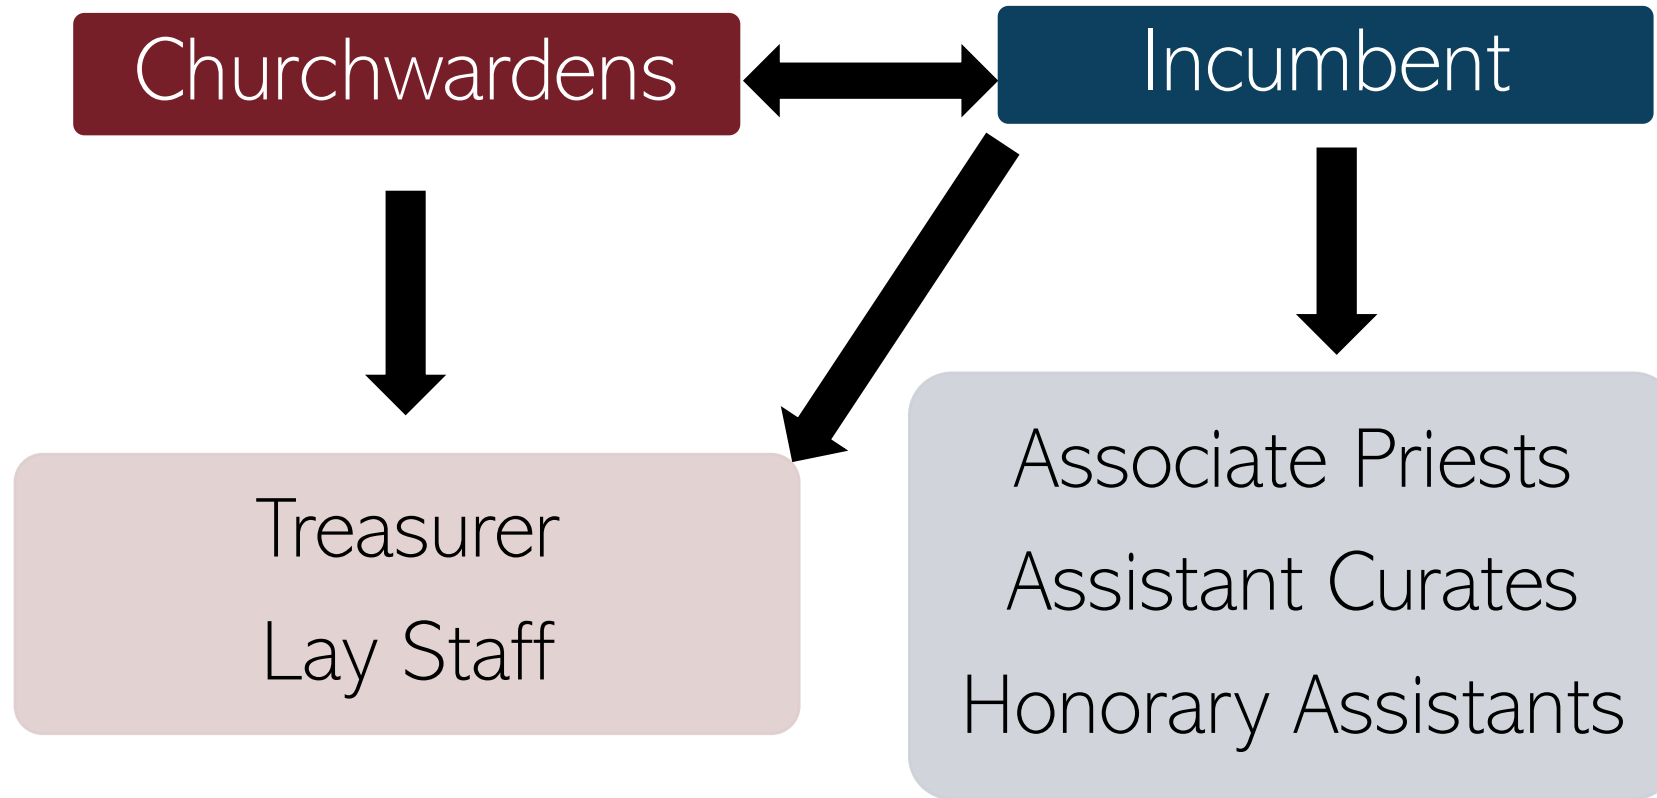 Churchwardens
Incumbent
Treasurer
Lay Staff
Associate Priests
Assistant Curates
Honorary Assistants